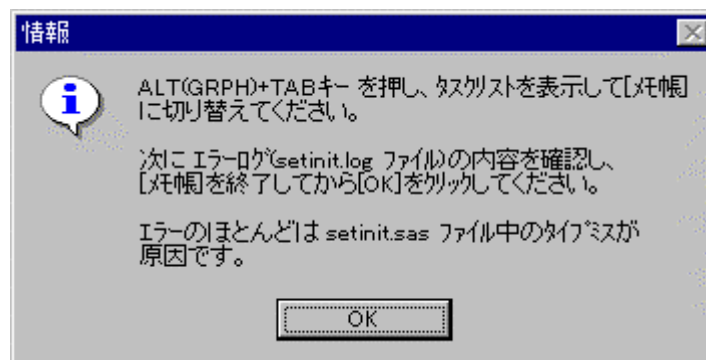 情報
ALT(GRPH)+TABキー を押し、ﾀｽｸﾘｽﾄを表示して[ﾒﾓ帳]
に切り替えてください。
次に ｴﾗｰﾛｸﾞ(setinit.log ﾌｧｲﾙ)の内容を確認し、
[ﾒﾓ帳]を終了してから[OK]をｸﾘｯｸしてください。
ｴﾗｰのほとんどは setinit.sas ﾌｧｲﾙ中のﾀｲﾌﾟﾐｽが
原因です。
OK